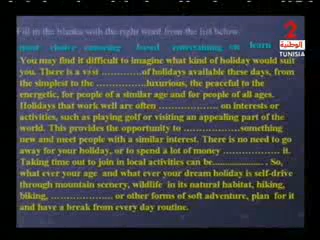 Fill in the blanks with the right word from the list below
most choice canoeing based entertaining on learn
2
الوطنية
TUNISIA
You may find it difficult to imagine what kind of holiday would suit
you. There is a vast …………..of holidays available these days, from
the simplest to the ……………..luxurious, the peaceful to the
energetic, for people of a similar age and for people of all ages.
Holidays that work well are often ………………. on interests or
activities, such as playing golf or visiting an appealing part of the
world. This provides the opportunity to ………………something
new and meet people with a similar interest. There is no need to go
away for your holiday, or to spend a lot of money …………… it.
Taking time out to join in local activities can be..................... . So,
what ever your age and what ever your dream holiday is self-drive
through mountain scenery, wildlife in its natural habitat, hiking,
biking, ……………….. or other forms of soft adventure, plan for it
and have a break from every day routine.